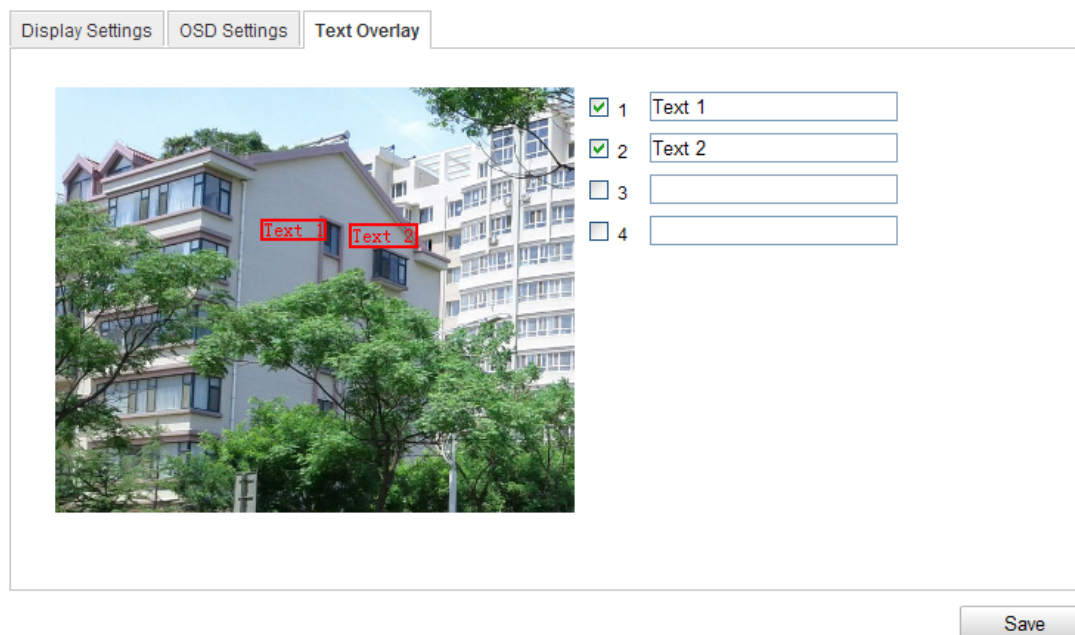 Display Settings
OSD Settings
Text Overlay
Text 1
Text 2
1
Text 1
2
Text 2
3
4
Save